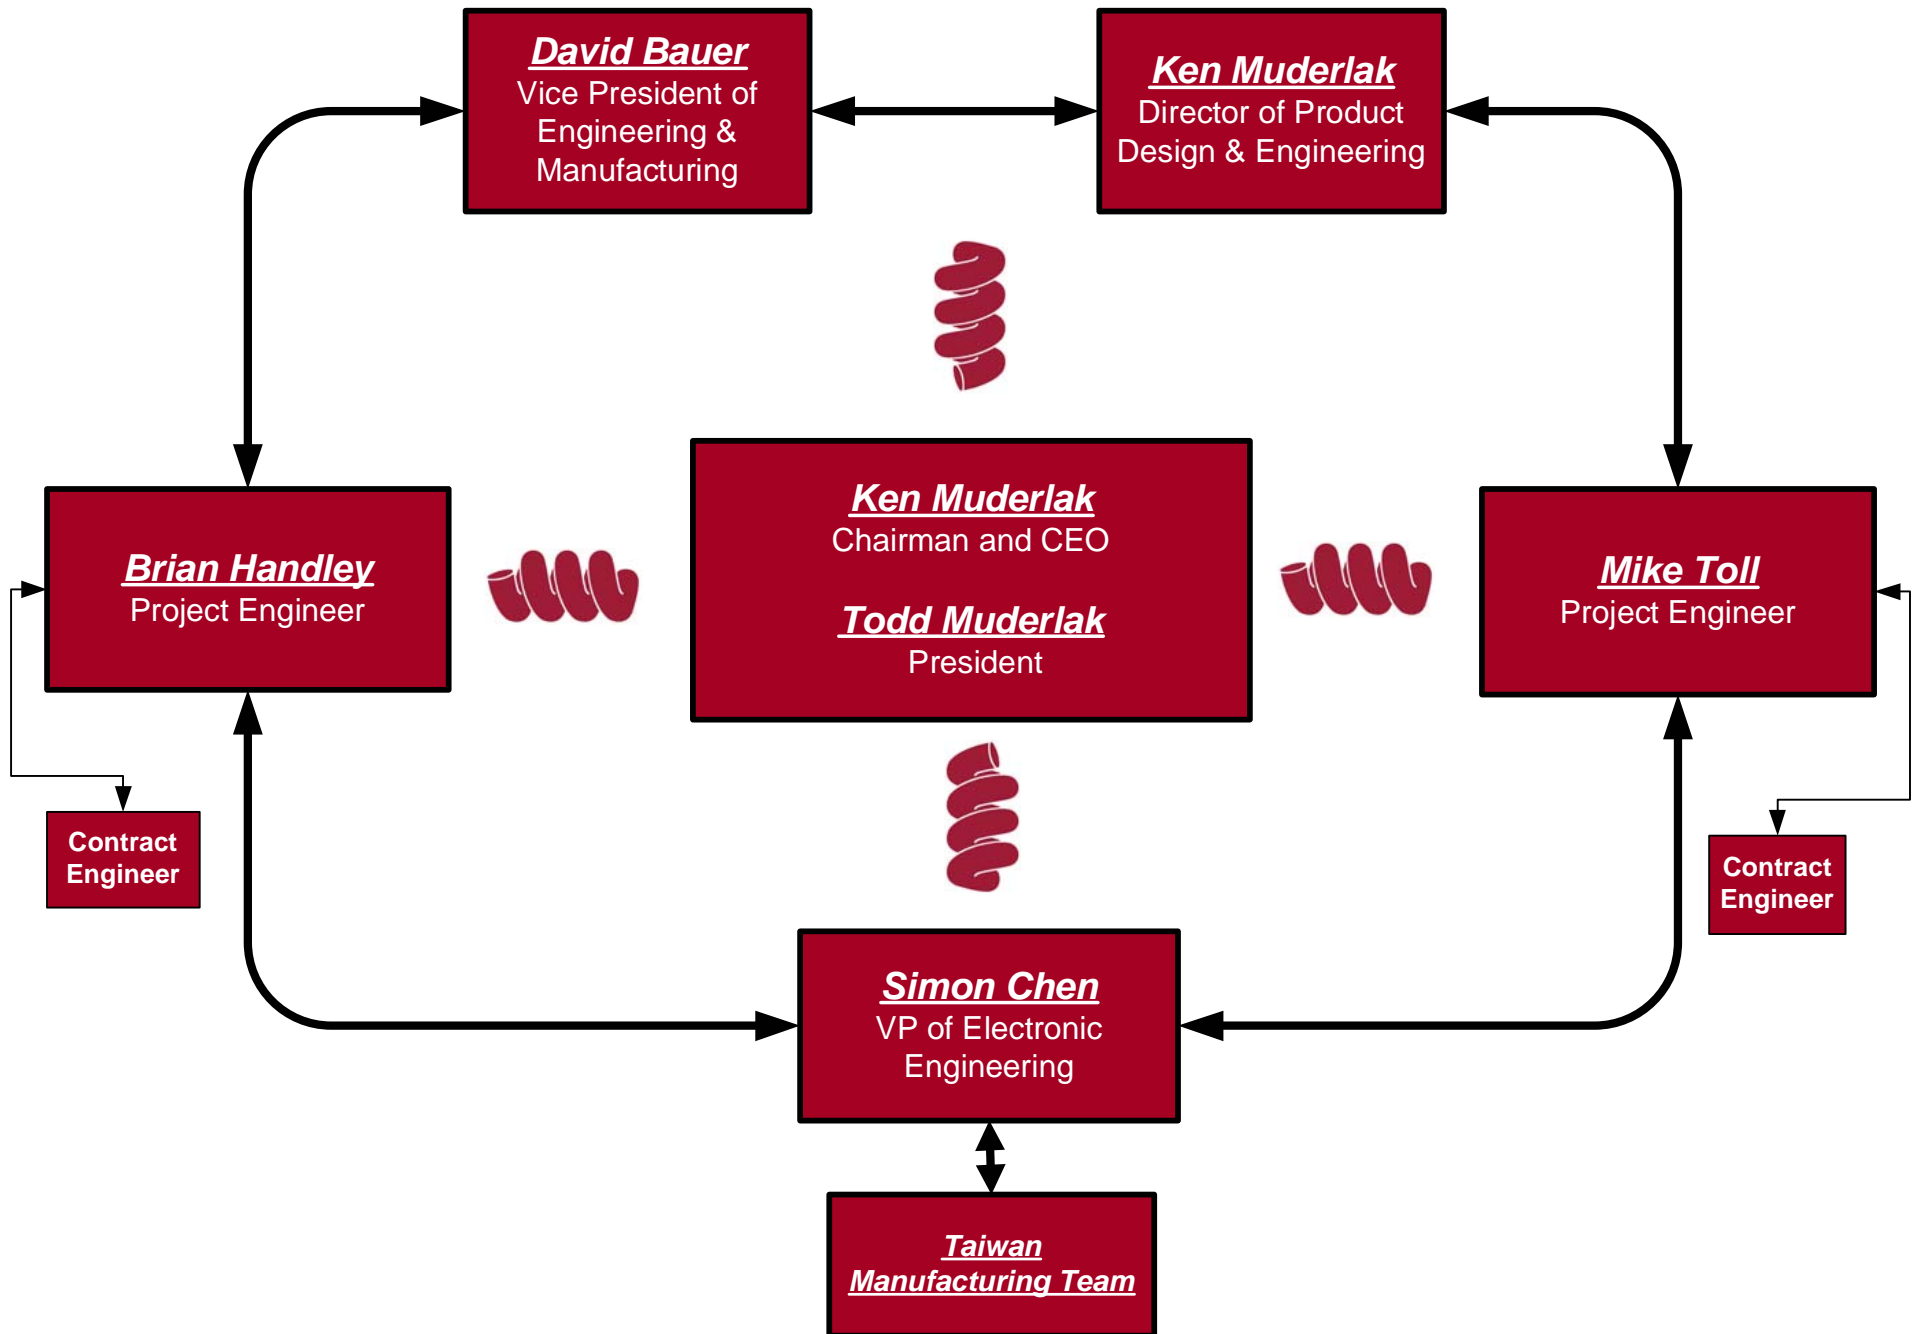 David Bauer
Vice President of
Engineering &
Manufacturing
Ken Muderlak
Director of Product
Design & Engineering
Ken Muderlak
Chairman and CEO
Todd Muderlak
President
Brian Handley
Project Engineer
Mike Toll
Project Engineer
Contract
Engineer
Contract
Engineer
Simon Chen
VP of Electronic
Engineering
Taiwan
Manufacturing Team